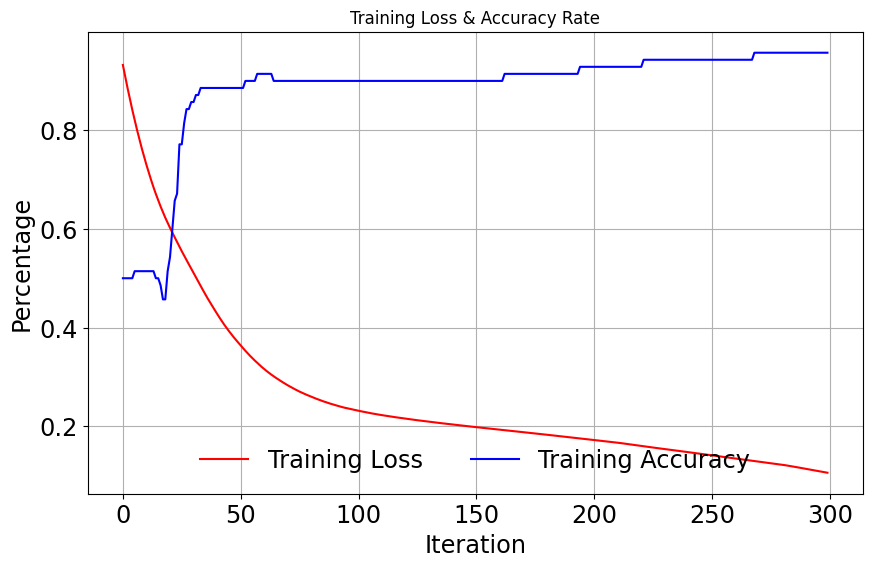 Training Loss & Accuracy Rate
Percentage
0.8
0.6
0.4
0.2
Training Loss Training Accuracy
0 50 100 150 200 250 300
Iteration